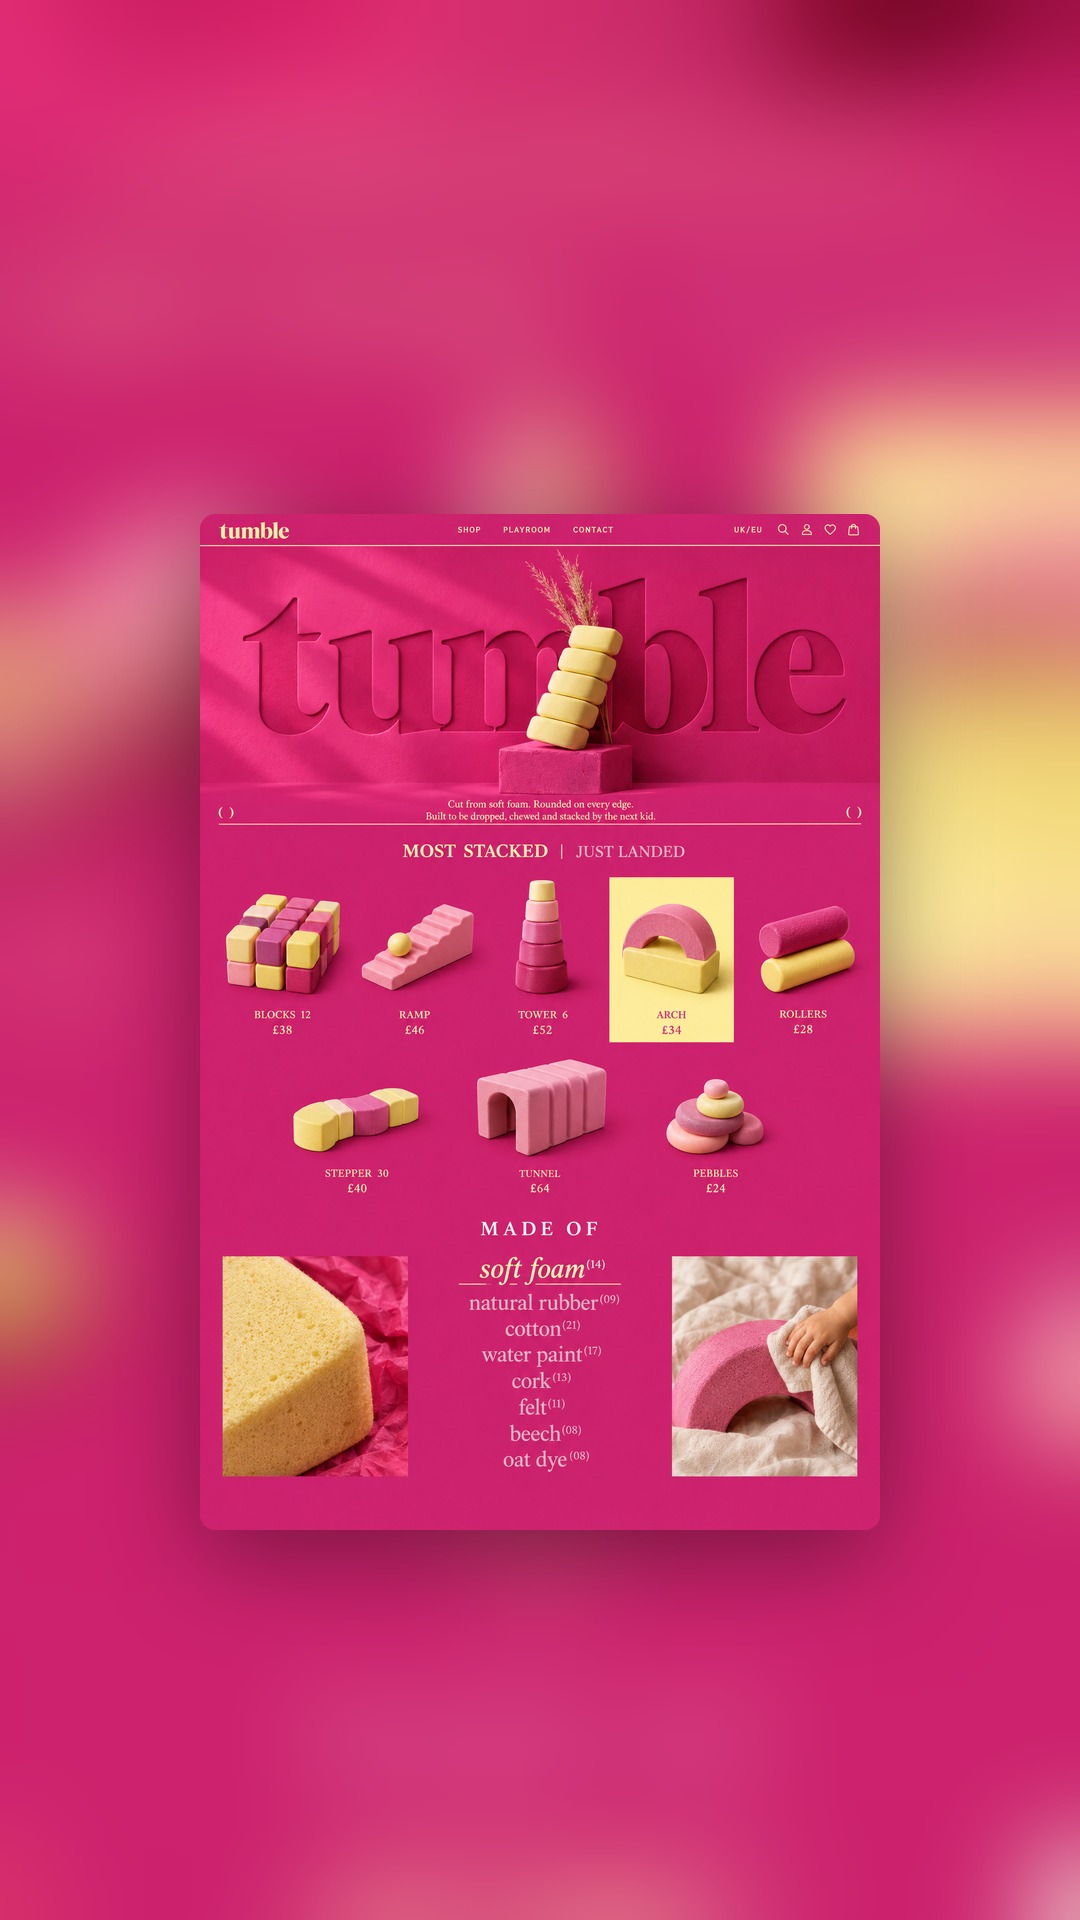 tumble
SHOP PLAYROOM CONTACT UK/EU
tumble
( ) ( )
Cut from soft foam. Rounded on every edge.
Built to be dropped, chewed and stacked by the next kid.
MOST STACKED | JUST LANDED
BLOCKS 12
£38
RAMP
£46
TOWER 6
£52
ARCH
£34
ROLLERS
£28
STEPPER 30
£40
TUNNEL
£64
PEBBLES
£24
MADE OF
soft foam(14)
natural rubber(09)
cotton(21)
water paint(17)
cork(13)
felt(11)
beech(08)
oat dye(08)